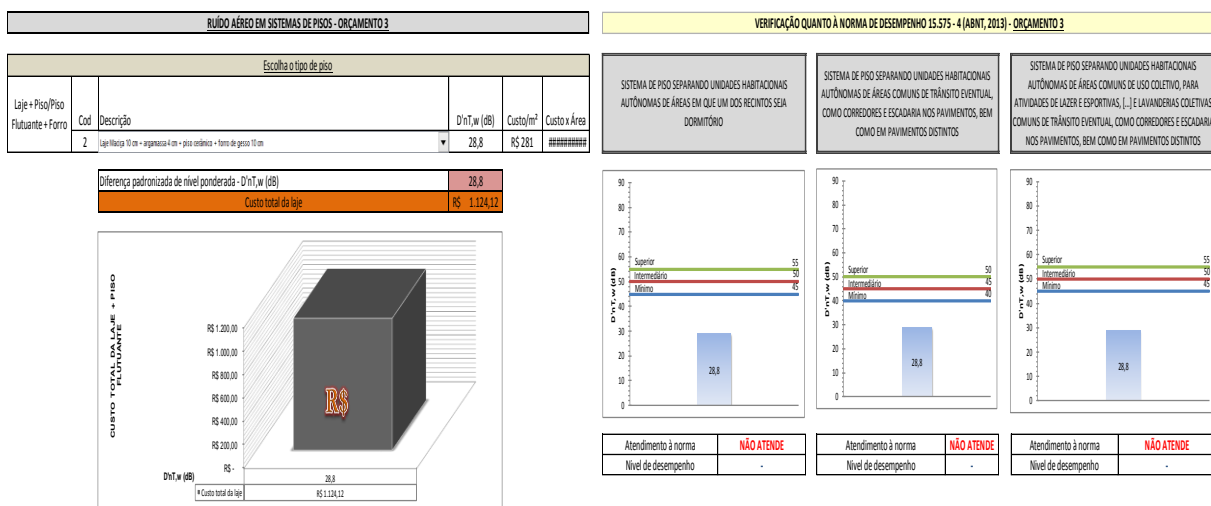 RUÍDO AÉREO EM SISTEMAS DE PISOS - ORÇAMENTO 3
Escolha o tipo de piso
Laje + Piso/Piso
Flutuante + Forro
Cod
Descrição
D'nT,w (dB)
Custo/m²
Custo x Área
2
Laje Maciça 10 cm + argamassa 4 cm + piso cerâmico + forro de gesso 10 cm
28,8
R$ 281
##########
Diferença padronizada de nível ponderada - D'nT,w (dB)
28,8
Custo total da laje
R$ 1.124,12
CUSTO TOTAL DA LAJE + PISO
FLUTUANTE
R$ 1.200,00
R$ 1.000,00
R$ 800,00
R$ 600,00
R$ 400,00
R$ 200,00
R$ -
R$
D'nT,w (dB)
28,8
Custo total da laje
R$ 1.124,12
VERIFICAÇÃO QUANTO À NORMA DE DESEMPENHO 15.575 - 4 (ABNT, 2013) - ORÇAMENTO 3
SISTEMA DE PISO SEPARANDO UNIDADES HABITACIONAIS
AUTÔNOMAS DE ÁREAS EM QUE UM DOS RECINTOS SEJA
DORMITÓRIO
D'nT,w (dB)
90
80
70
60
50
40
30
20
10
0
Superior 55
Intermediário 50
Mínimo 45
28,8
Atendimento à norma NÃO ATENDE
Nível de desempenho -
SISTEMA DE PISO SEPARANDO UNIDADES HABITACIONAIS
AUTÔNOMAS DE ÁREAS COMUNS DE TRÂNSITO EVENTUAL,
COMO CORREDORES E ESCADARIA NOS PAVIMENTOS, BEM
COMO EM PAVIMENTOS DISTINTOS
D'nT,w (dB)
90
80
70
60
50
40
30
20
10
0
Superior 50
Intermediário 45
Mínimo 40
28,8
Atendimento à norma NÃO ATENDE
Nível de desempenho -
SISTEMA DE PISO SEPARANDO UNIDADES HABITACIONAIS
AUTÔNOMAS DE ÁREAS COMUNS DE USO COLETIVO, PARA
ATIVIDADES DE LAZER E ESPORTIVAS, [...] E LAVANDERIAS COLETIVAS
COMUNS DE TRÂNSITO EVENTUAL, COMO CORREDORES E ESCADARIA
NOS PAVIMENTOS, BEM COMO EM PAVIMENTOS DISTINTOS
D'nT,w (dB)
90
80
70
60
50
40
30
20
10
0
Superior 55
Intermediário 50
Mínimo 45
28,8
Atendimento à norma NÃO ATENDE
Nível de desempenho -